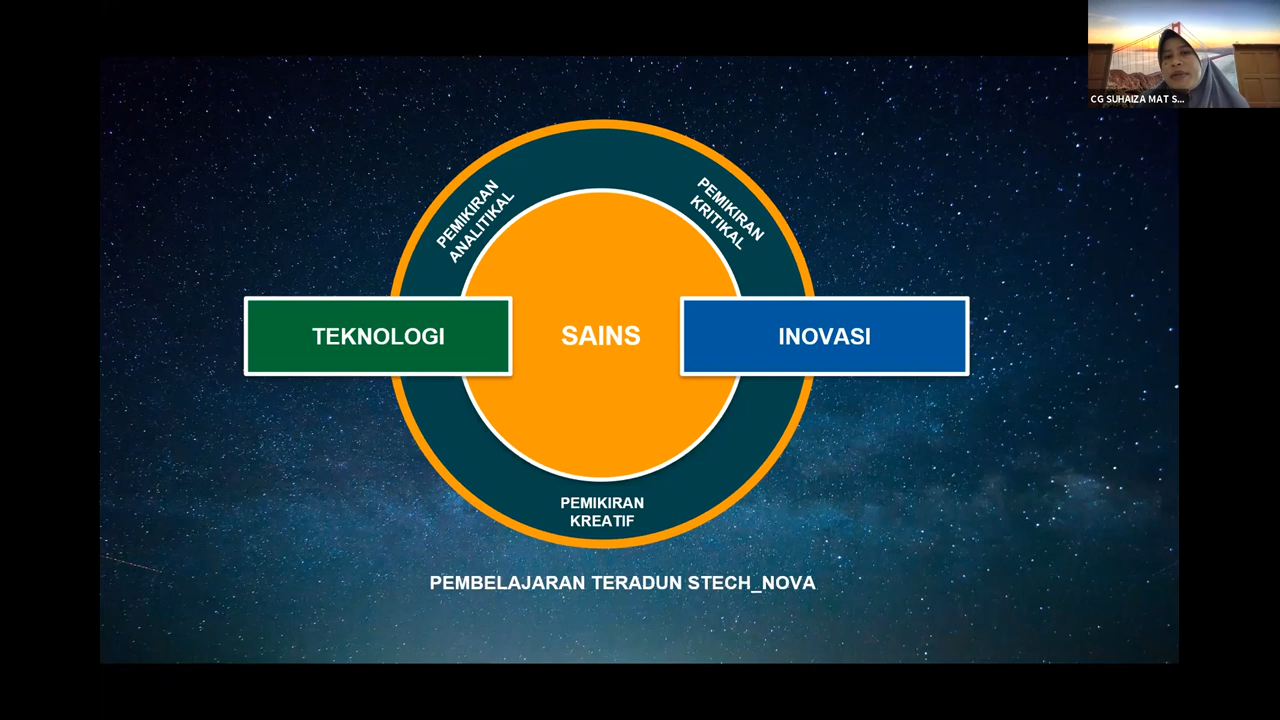 CG SUHAIZA MAT S...
PEMIKIRAN
ANALITIKAL
PEMIKIRAN
KRITIKAL
TEKNOLOGI
SAINS
INOVASI
PEMIKIRAN
KREATIF
PEMBELAJARAN TERADUN STECH_NOVA